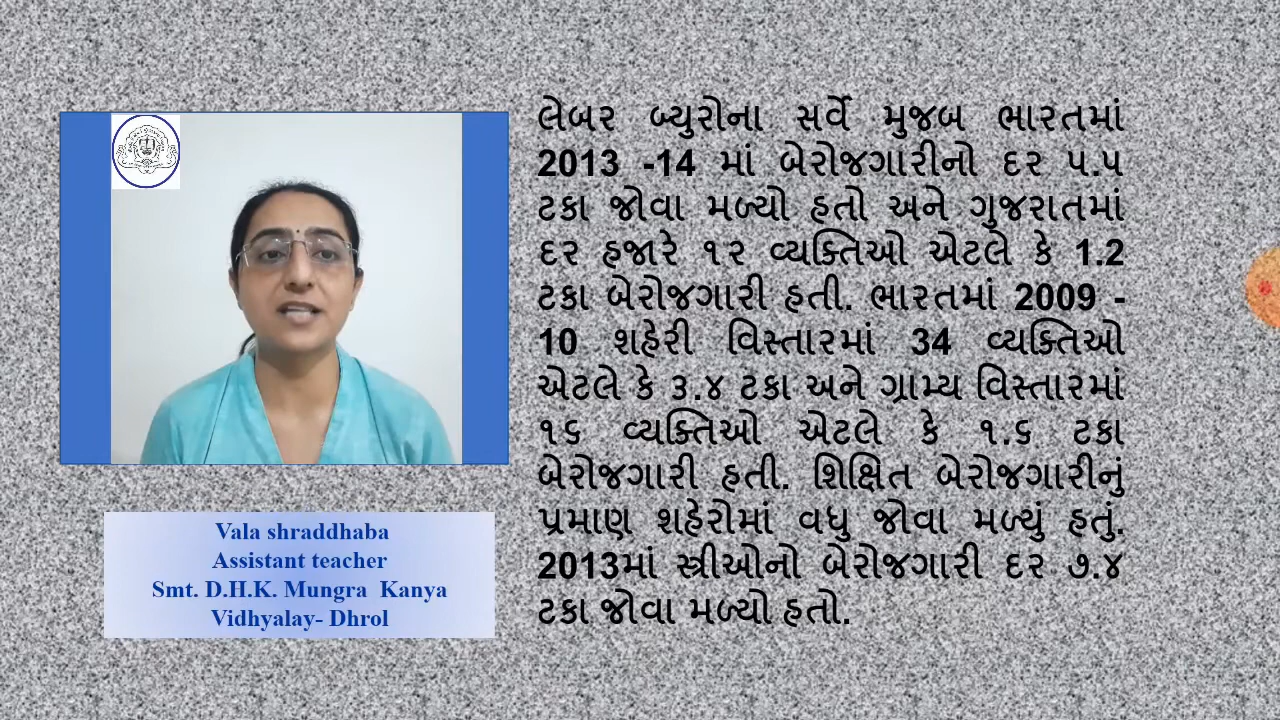 લેબર બ્યુરોના સર્વે મુજબ ભારતમાં
2013 -14 માં બેરોજગારીનો દર ૫.૫
ટકા જોવા મળ્યો હતો અને ગુજરાતમાં
દર હજારે ૧૨ વ્યક્તિઓ એટલે કે 1.2
ટકા બેરોજગારી હતી. ભારતમાં 2009 -
10 શહેરી વિસ્તારમાં 34 વ્યક્તિઓ
એટલે કે ૩.૪ ટકા અને ગ્રામ્ય વિસ્તારમાં
૧૬ વ્યક્તિઓ એટલે કે ૧.૬ ટકા
બેરોજગારી હતી. શિક્ષિત બેરોજગારીનું
પ્રમાણ શહેરોમાં વધુ જોવા મળ્યું હતું.
2013માં સ્ત્રીઓનો બેરોજગારી દર ૭.૪
ટકા જોવા મળ્યો હતો.
Vala shraddhaba
Assistant teacher
Smt. D.H.K. Mungra Kanya
Vidhyalay- Dhrol